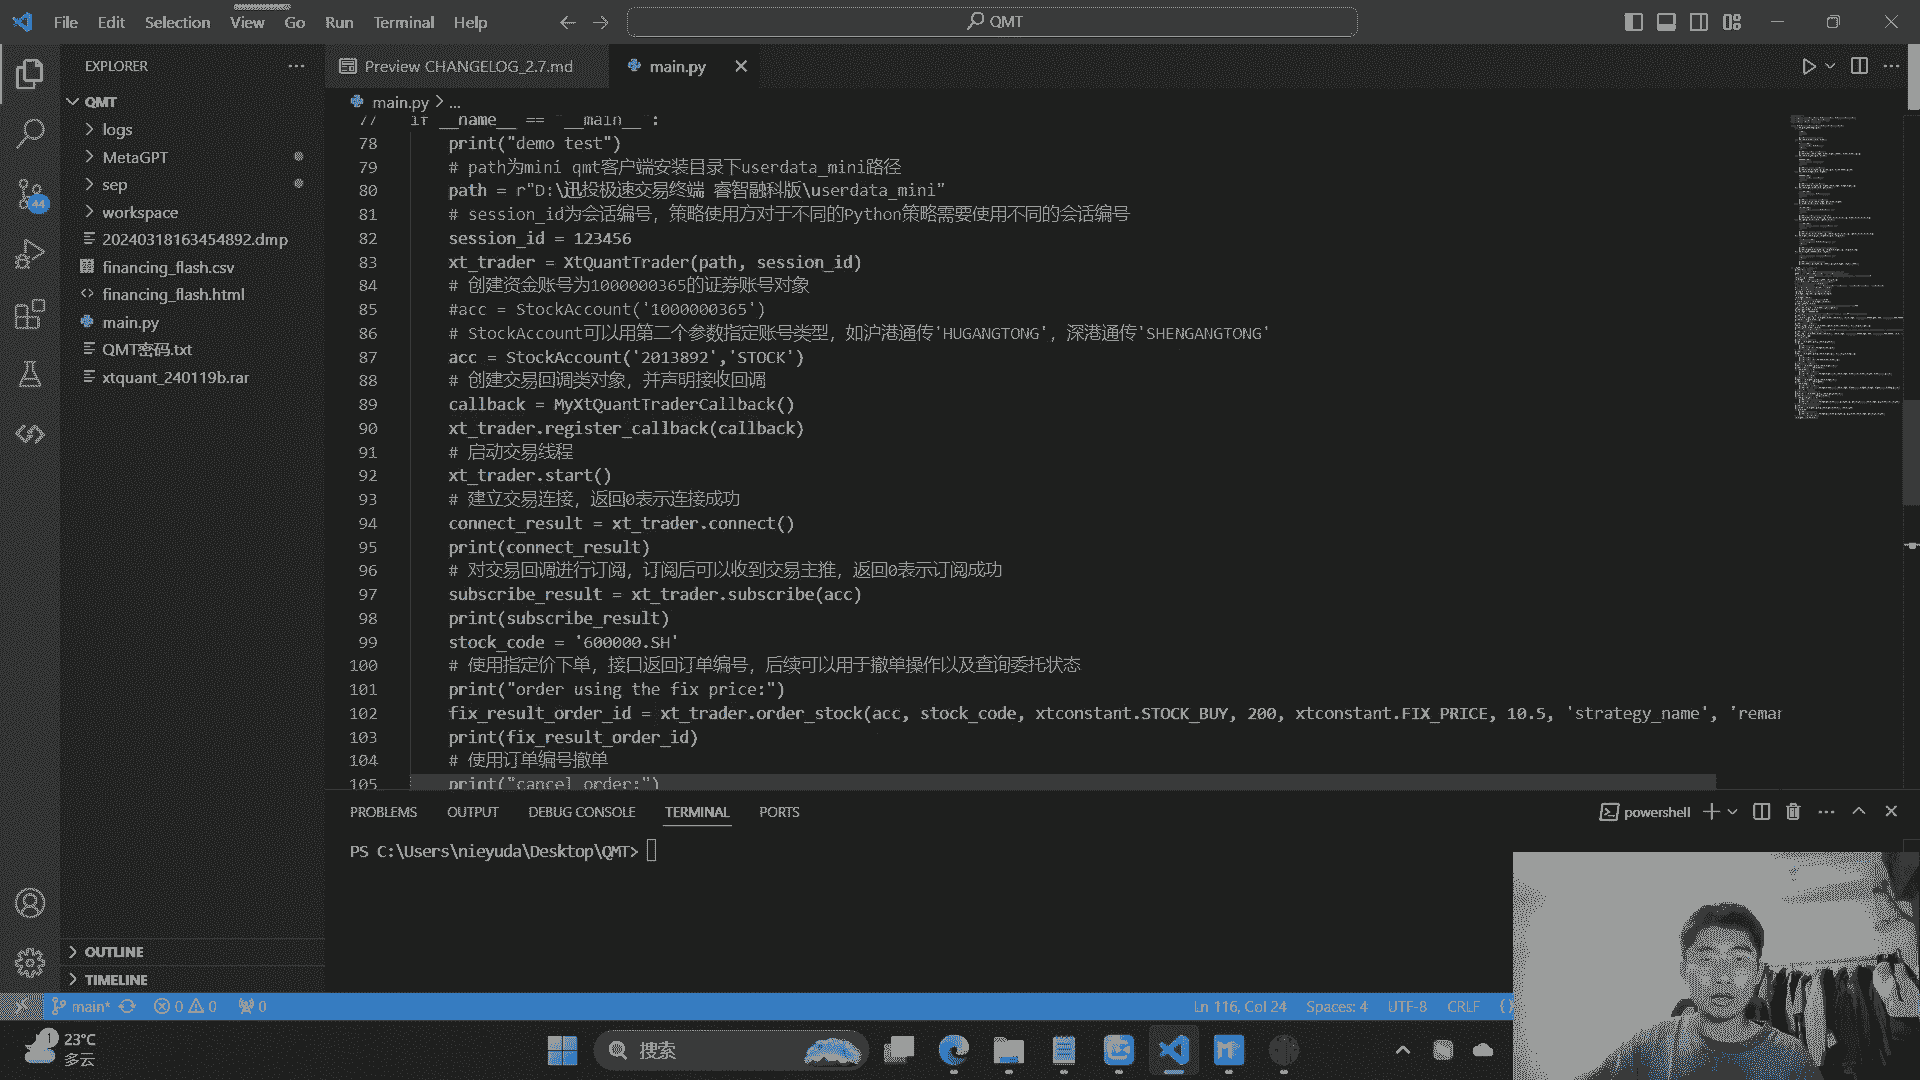 File Edit Selection View Go Run Terminal Help
QMT
EXPLORER
Preview CHANGELOG_2.7.md
main.py
QMT
logs
MetaGPT
sep
workspace
20240318163454892.dmp
financing_flash.csv
financing_flash.html
main.py
QMT密码.txt
xtquant_240119b.rar
OUTLINE
TIMELINE
44
main.py > ...
77 if __name__ == "__main__":
78 print("demo test")
79 # path为mini qmt客户端安装目录下userdata_mini路径
80 path = r"D:\迅投极速交易终端 睿智融科版\userdata_mini"
81 # session_id为会话编号，策略使用方对于不同的Python策略需要使用不同的会话编号
82 session_id = 123456
83 xt_trader = XtQuantTrader(path, session_id)
84 # 创建资金账号为1000000365的证券账号对象
85 #acc = StockAccount('1000000365')
86 # StockAccount可以用第二个参数指定账号类型，如沪港通传'HUGANGTONG'，深港通传'SHENGANGTONG'
87 acc = StockAccount('2013892','STOCK')
88 # 创建交易回调类对象，并声明接收回调
89 callback = MyXtQuantTraderCallback()
90 xt_trader.register_callback(callback)
91 # 启动交易线程
92 xt_trader.start()
93 # 建立交易连接，返回0表示连接成功
94 connect_result = xt_trader.connect()
95 print(connect_result)
96 # 对交易回调进行订阅，订阅后可以收到交易主推，返回0表示订阅成功
97 subscribe_result = xt_trader.subscribe(acc)
98 print(subscribe_result)
99 stock_code = '600000.SH'
100 # 使用指定价下单，接口返回订单编号，后续可以用于撤单操作以及查询委托状态
101 print("order using the fix price:")
102 fix_result_order_id = xt_trader.order_stock(acc, stock_code, xtconstant.STOCK_BUY, 200, xtconstant.FIX_PRICE, 10.5, 'strategy_name', 'remar
103 print(fix_result_order_id)
104 # 使用订单编号撤单
105 print("cancel order:")
PROBLEMS OUTPUT DEBUG CONSOLE TERMINAL PORTS
powershell
PS C:\Users\nieyuda\Desktop\QMT>
main* 0 0 0
Ln 116, Col 24 Spaces: 4 UTF-8 CRLF {}
1 23°C
多云
搜索